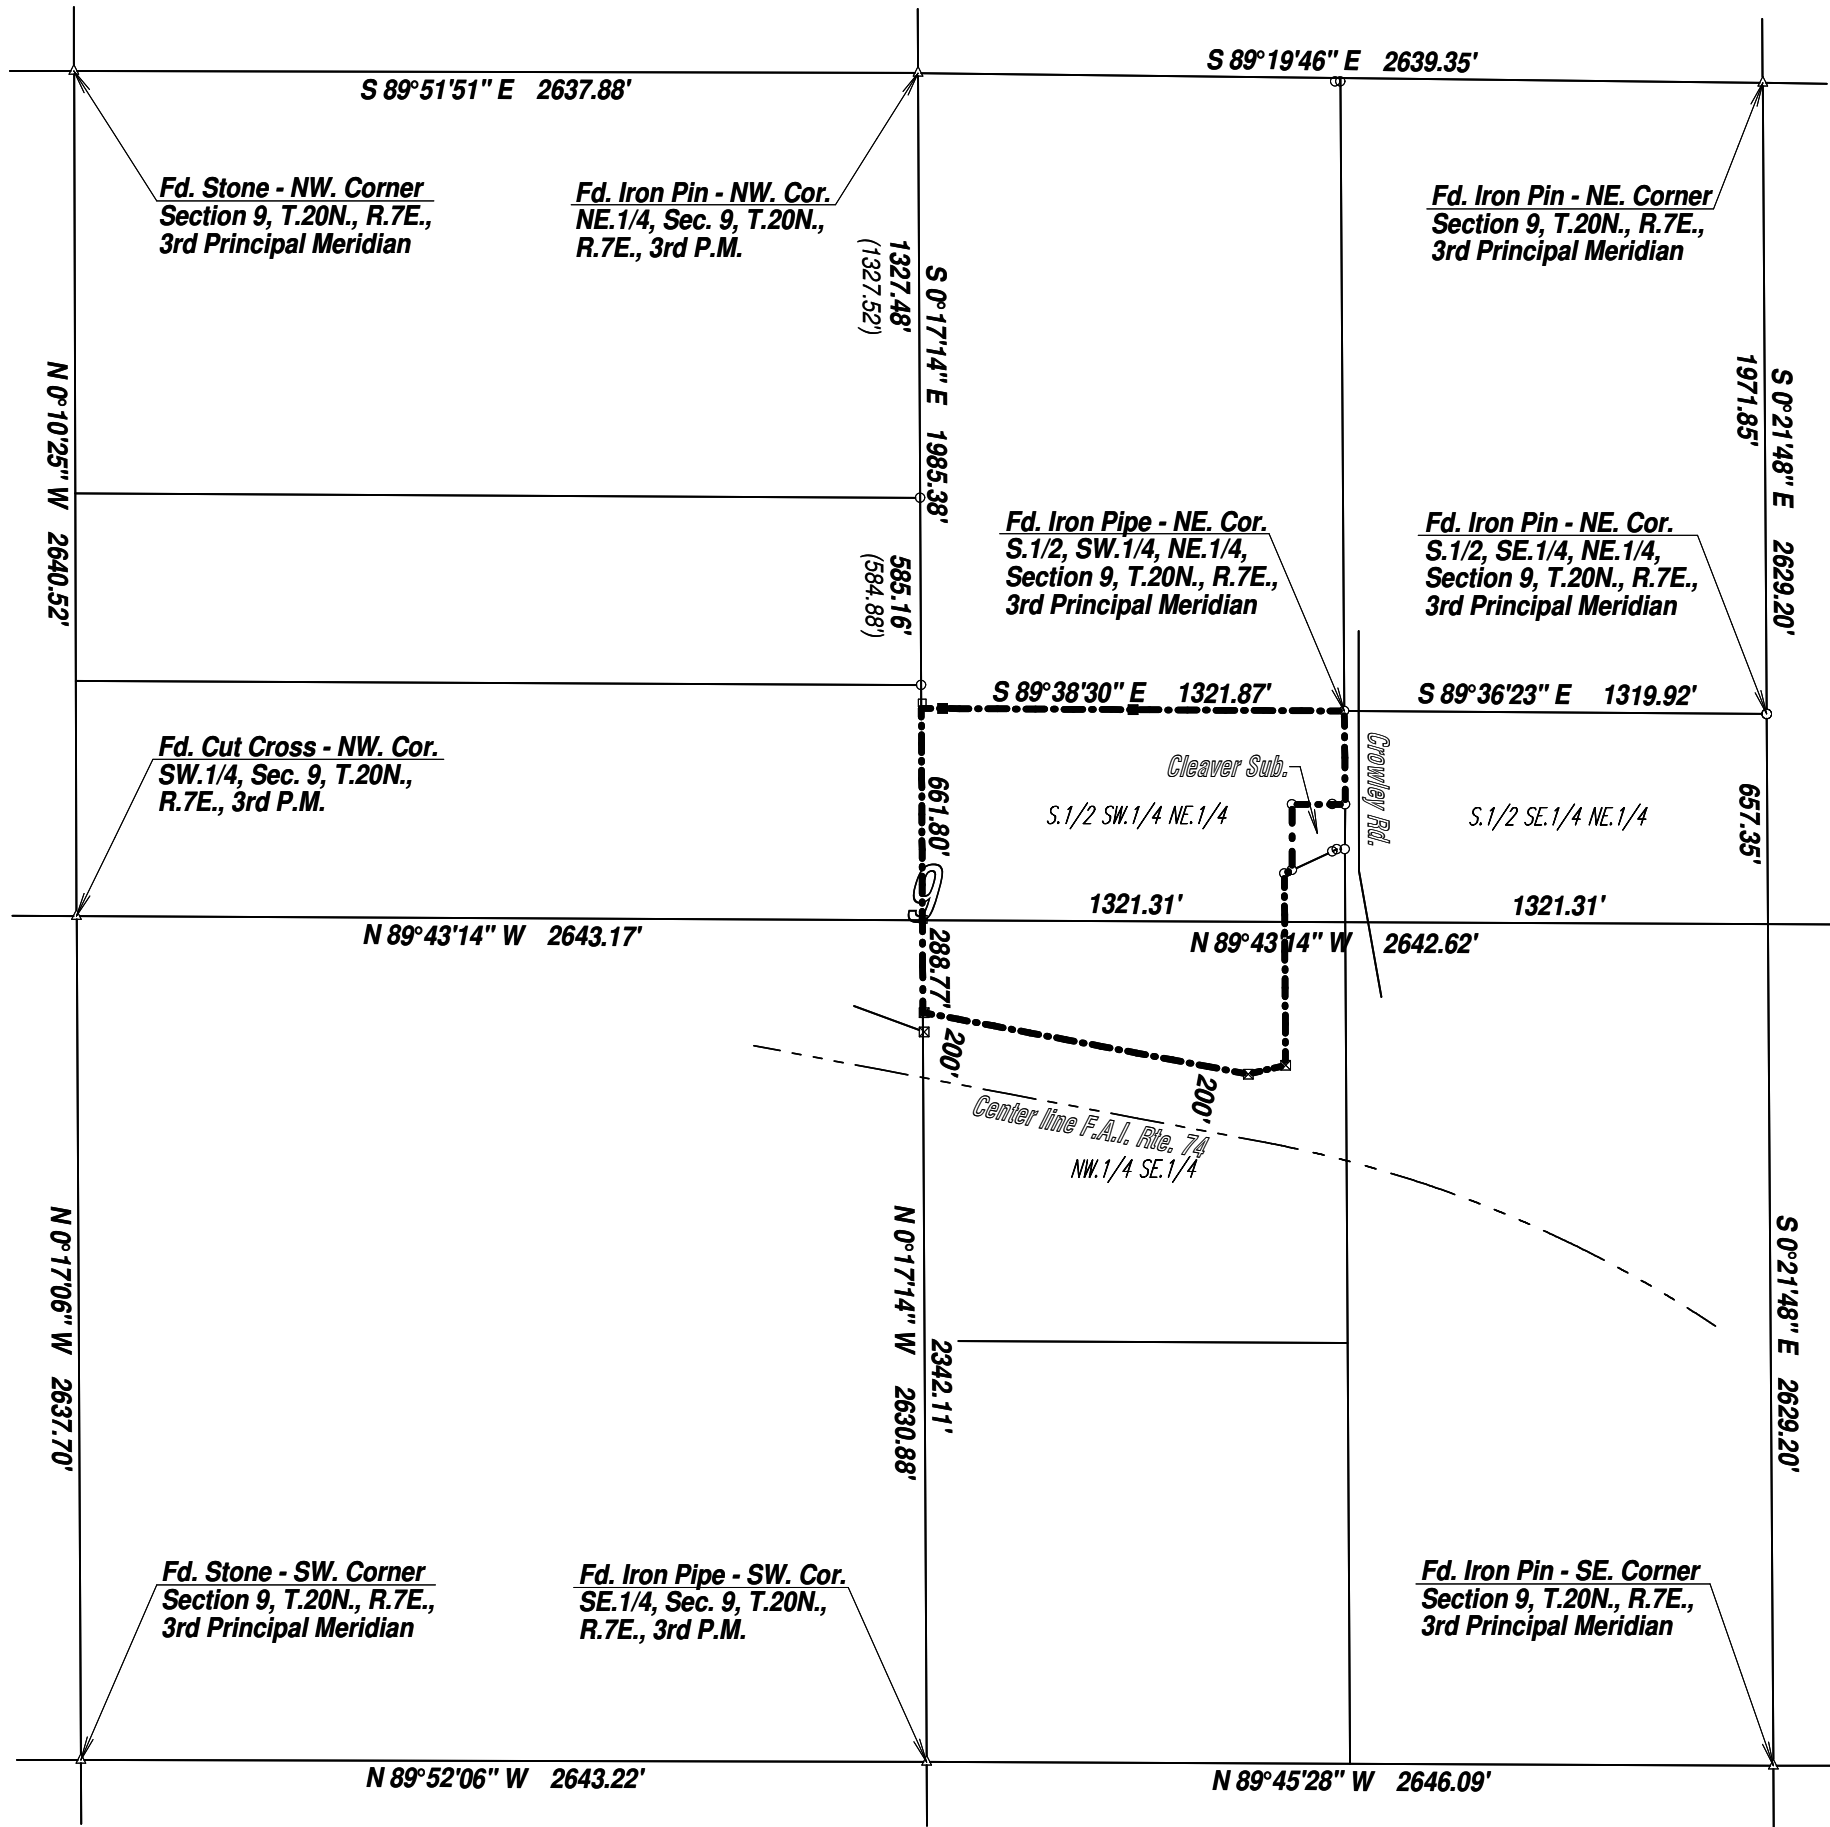 S 89°19'46" E 2639.35'
S 89°51'51" E 2637.88'
Fd. Stone - NW. Corner
Section 9, T.20N., R.7E.,
3rd Principal Meridian
Fd. Iron Pin - NW. Cor.
NE.1/4, Sec. 9, T.20N.,
R.7E., 3rd P.M.
Fd. Iron Pin - NE. Corner
Section 9, T.20N., R.7E.,
3rd Principal Meridian
1327.48'
(1327.52')
S 0°17'14" E 1985.38'
N 0°10'25" W 2640.52'
1971.85'
S 0°21'48" E 2629.20'
Fd. Iron Pipe - NE. Cor.
S.1/2, SW.1/4, NE.1/4,
Section 9, T.20N., R.7E.,
3rd Principal Meridian
Fd. Iron Pin - NE. Cor.
S.1/2, SE.1/4, NE.1/4,
Section 9, T.20N., R.7E.,
3rd Principal Meridian
585.16'
(584.88')
S 89°38'30" E 1321.87'
S 89°36'23" E 1319.92'
Fd. Cut Cross - NW. Cor.
SW.1/4, Sec. 9, T.20N.,
R.7E., 3rd P.M.
Cleaver Sub.
Crowley Rd.
661.80'
S.1/2 SW.1/4 NE.1/4
S.1/2 SE.1/4 NE.1/4
657.35'
9
1321.31'
1321.31'
N 89°43'14" W 2643.17'
N 89°43'14" W 2642.62'
288.77'
200'
200'
Center line F.A.I. Rte. 74
NW.1/4 SE.1/4
N 0°17'06" W 2637.70'
N 0°17'14" W 2630.88'
2342.11'
S 0°21'48" E 2629.20'
Fd. Stone - SW. Corner
Section 9, T.20N., R.7E.,
3rd Principal Meridian
Fd. Iron Pipe - SW. Cor.
SE.1/4, Sec. 9, T.20N.,
R.7E., 3rd P.M.
Fd. Iron Pin - SE. Corner
Section 9, T.20N., R.7E.,
3rd Principal Meridian
N 89°52'06" W 2643.22'
N 89°45'28" W 2646.09'